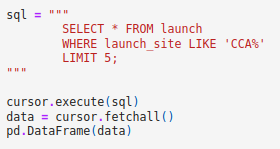 sql = """
        SELECT * FROM launch
        WHERE launch_site LIKE 'CCA%'
        LIMIT 5;
"""

cursor.execute(sql)
data = cursor.fetchall()
pd.DataFrame(data)